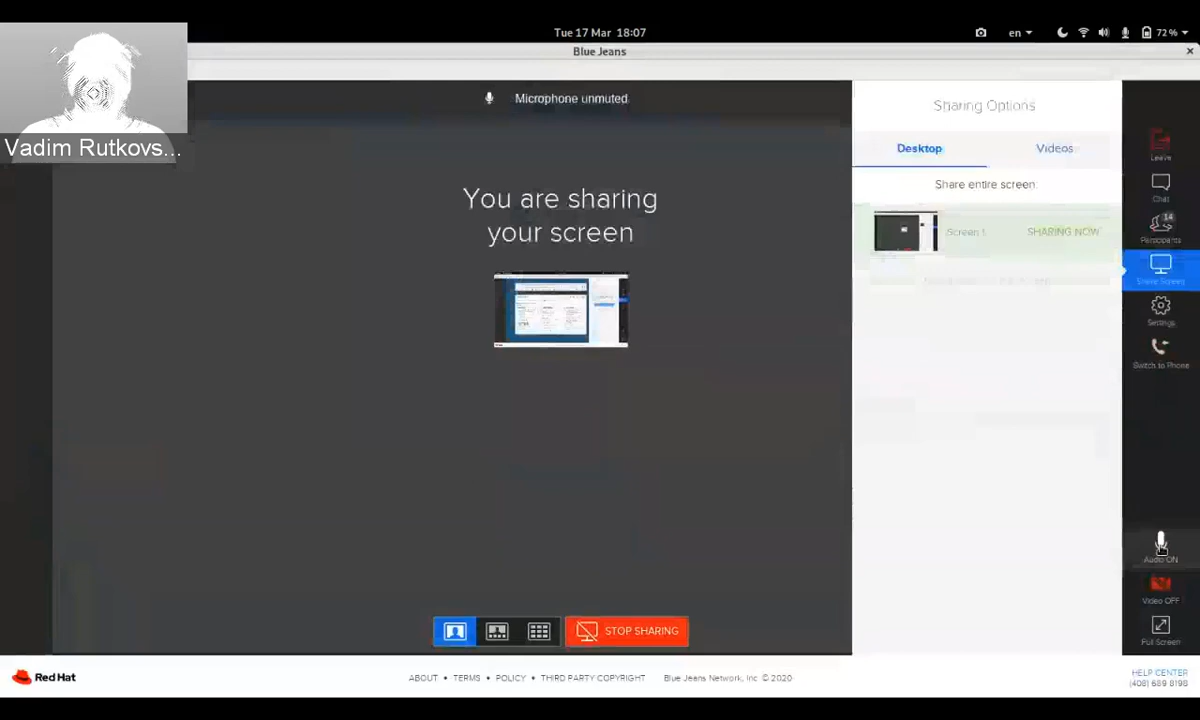 Tue 17 Mar 18:07
en
72%
Blue Jeans
Vadim Rutkovs...
Microphone unmuted.
You are sharing
your screen
STOP SHARING
Sharing Options
Desktop
Videos
Share entire screen
Screen 1
SHARING NOW
Leave
Chat
14
Participants
Share Screen
Settings
Switch to Phone
Audio ON
Video OFF
Full Screen
Red Hat
ABOUT • TERMS • POLICY • THIRD PARTY COPYRIGHT
Blue Jeans Network, Inc © 2020
HELP CENTER
(408) 689 8198